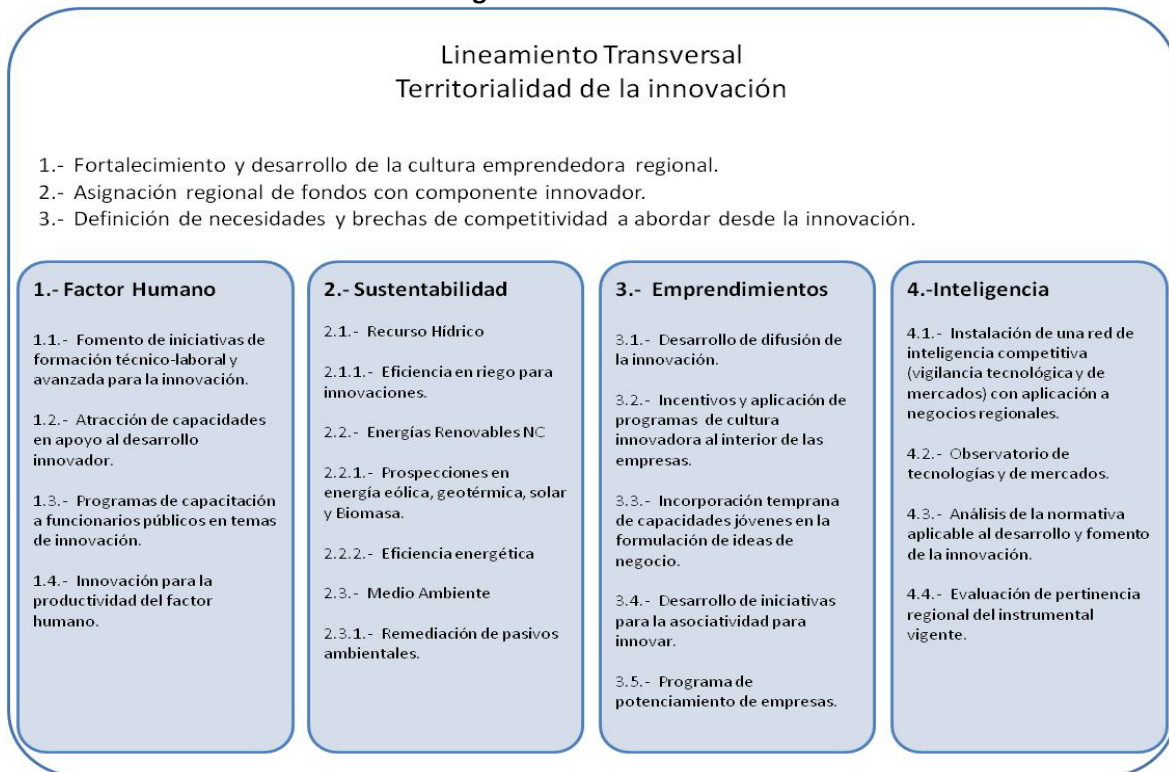 Lineamiento Transversal
Territorialidad de la innovación
1.- Fortalecimiento y desarrollo de la cultura emprendedora regional.
2.- Asignación regional de fondos con componente innovador.
3.- Definición de necesidades y brechas de competitividad a abordar desde la innovación.
1.- Factor Humano
1.1.- Fomento de iniciativas de
formación técnico-laboral y
avanzada para la innovación.
1.2.- Atracción de capacidades
en apoyo al desarrollo
innovador.
1.3.- Programas de capacitación
a funcionarios públicos en temas
de innovación.
1.4.- Innovación para la
productividad del factor
humano.
2.- Sustentabilidad
2.1.- Recurso Hídrico
2.1.1.- Eficiencia en riego para
innovaciones.
2.2.- Energías Renovables NC
2.2.1.- Prospecciones en
energía eólica, geotérmica, solar
y Biomasa.
2.2.2.- Eficiencia energética
2.3.- Medio Ambiente
2.3.1.- Remediación de pasivos
ambientales.
3.- Emprendimientos
3.1.- Desarrollo de difusión de
la innovación.
3.2.- Incentivos y aplicación de
programas de cultura
innovadora al interior de las
empresas.
3.3.- Incorporación temprana
de capacidades jóvenes en la
formulación de ideas de
negocio.
3.4.- Desarrollo de iniciativas
para la asociatividad para
innovar.
3.5.- Programa de
potenciamiento de empresas.
4.-Inteligencia
4.1.- Instalación de una red de
inteligencia competitiva
(vigilancia tecnológica y de
mercados) con aplicación a
negocios regionales.
4.2.- Observatorio de
tecnologías y de mercados.
4.3.- Análisis de la normativa
aplicable al desarrollo y fomento
de la innovación.
4.4.- Evaluación de pertinencia
regional del instrumental
vigente.